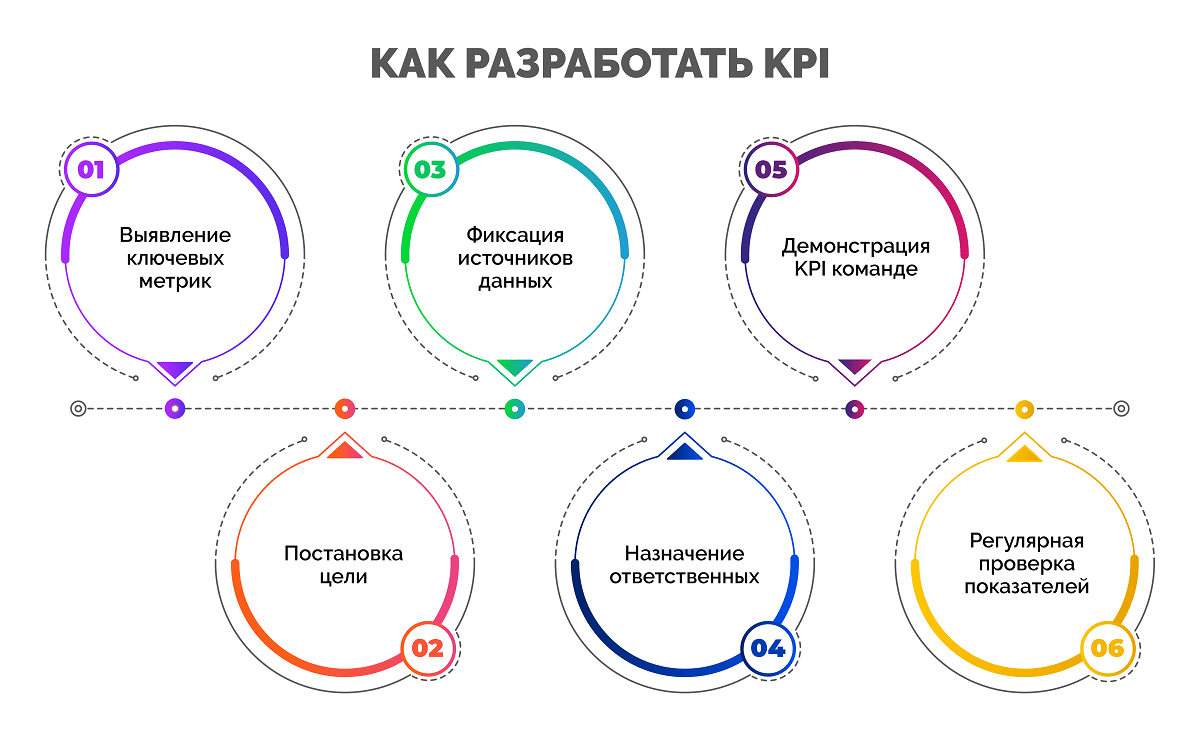 КАК РАЗРАБОТАТЬ KPI
01
Выявление
ключевых
метрик
02
Постановка
цели
03
Фиксация
источников
данных
04
Назначение
ответственных
05
Демонстрация
KPI команде
06
Регулярная
проверка
показателей